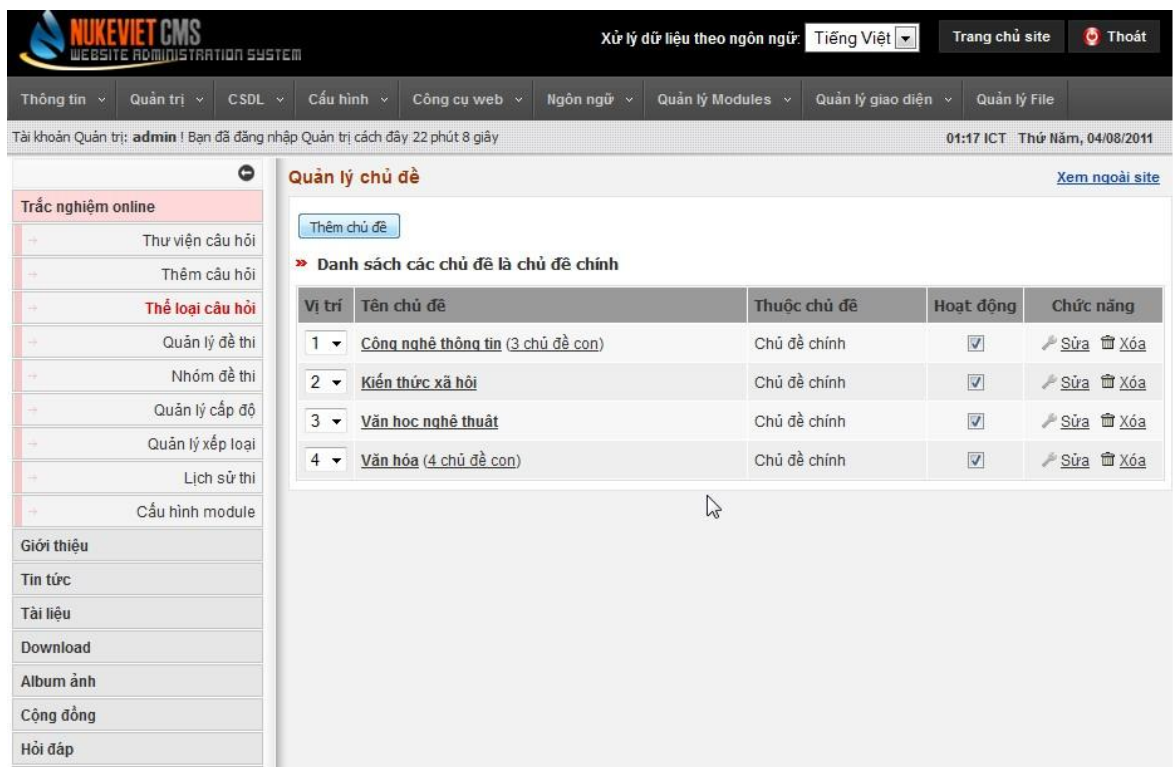 NUKEVIET CMS
WEBSITE ADMINISTRATION SYSTEM
Xử lý dữ liệu theo ngôn ngữ: Tiếng Việt Trang chủ site Thoát
Thông tin Quản trị CSDL Cấu hình Công cụ web Ngôn ngữ Quản lý Modules Quản lý giao diện Quản lý File
Tài khoản Quản trị: admin ! Bạn đã đăng nhập Quản trị cách đây 22 phút 8 giây 01:17 ICT Thứ Năm, 04/08/2011
Quản lý chủ đề Xem ngoài site
Trắc nghiệm online
Thư viện câu hỏi
Thêm câu hỏi
Thể loại câu hỏi
Quản lý đề thi
Nhóm đề thi
Quản lý cấp độ
Quản lý xếp loại
Lịch sử thi
Cấu hình module
Giới thiệu
Tin tức
Tài liệu
Download
Album ảnh
Cộng đồng
Hỏi đáp
Thêm chủ đề
Danh sách các chủ đề là chủ đề chính
Vị trí Tên chủ đề Thuộc chủ đề Hoạt động Chức năng
1 Công nghệ thông tin (3 chủ đề con) Chủ đề chính Sửa Xóa
2 Kiến thức xã hội Chủ đề chính Sửa Xóa
3 Văn học nghệ thuật Chủ đề chính Sửa Xóa
4 Văn hóa (4 chủ đề con) Chủ đề chính Sửa Xóa